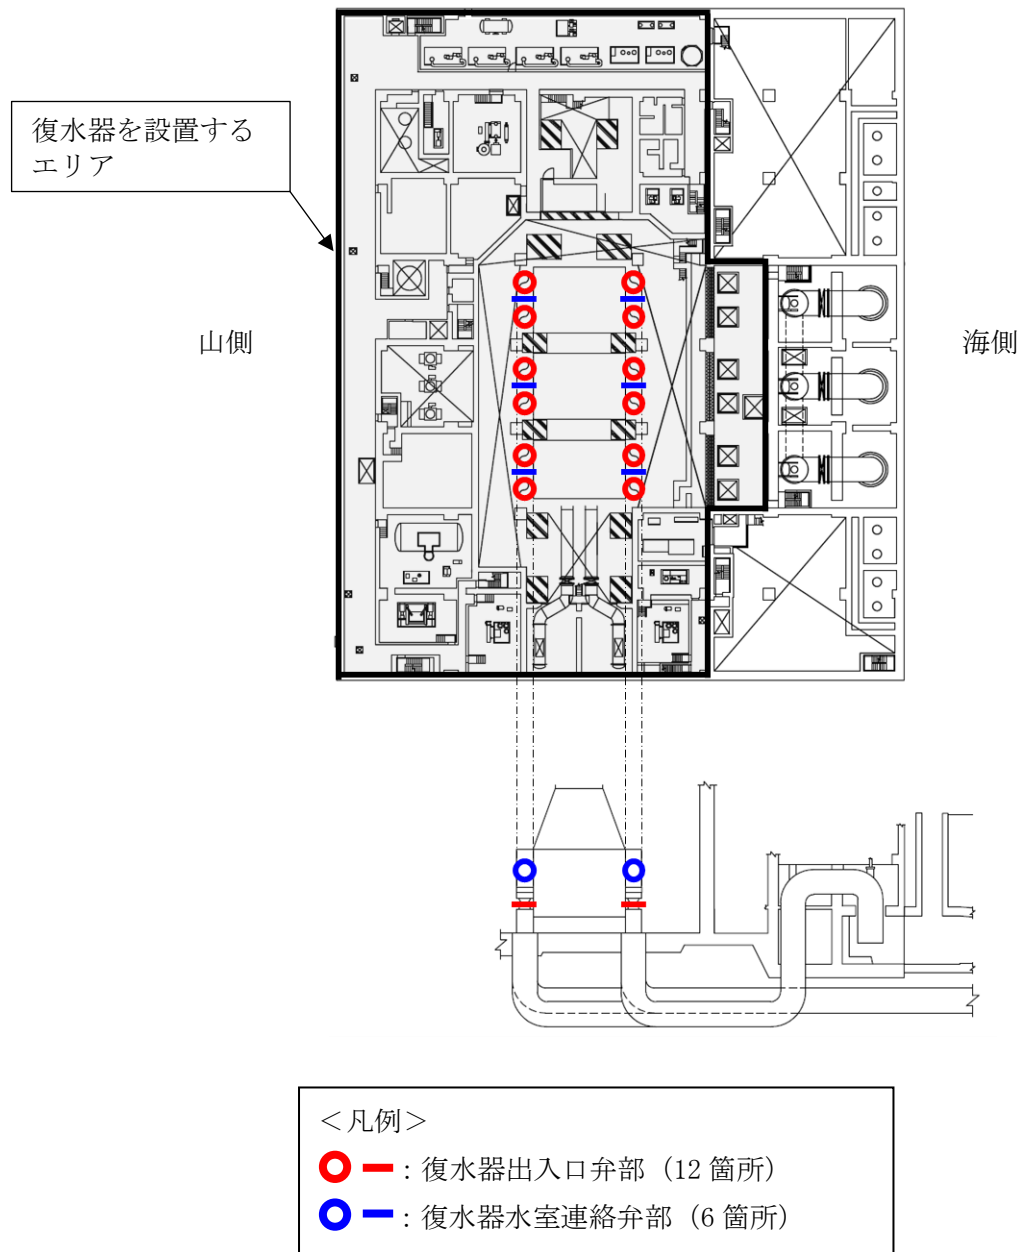 復水器を設置する
エリア
山側
海側
＜凡例＞
：復水器出入口弁部（12 箇所）
：復水器水室連絡弁部（6 箇所）